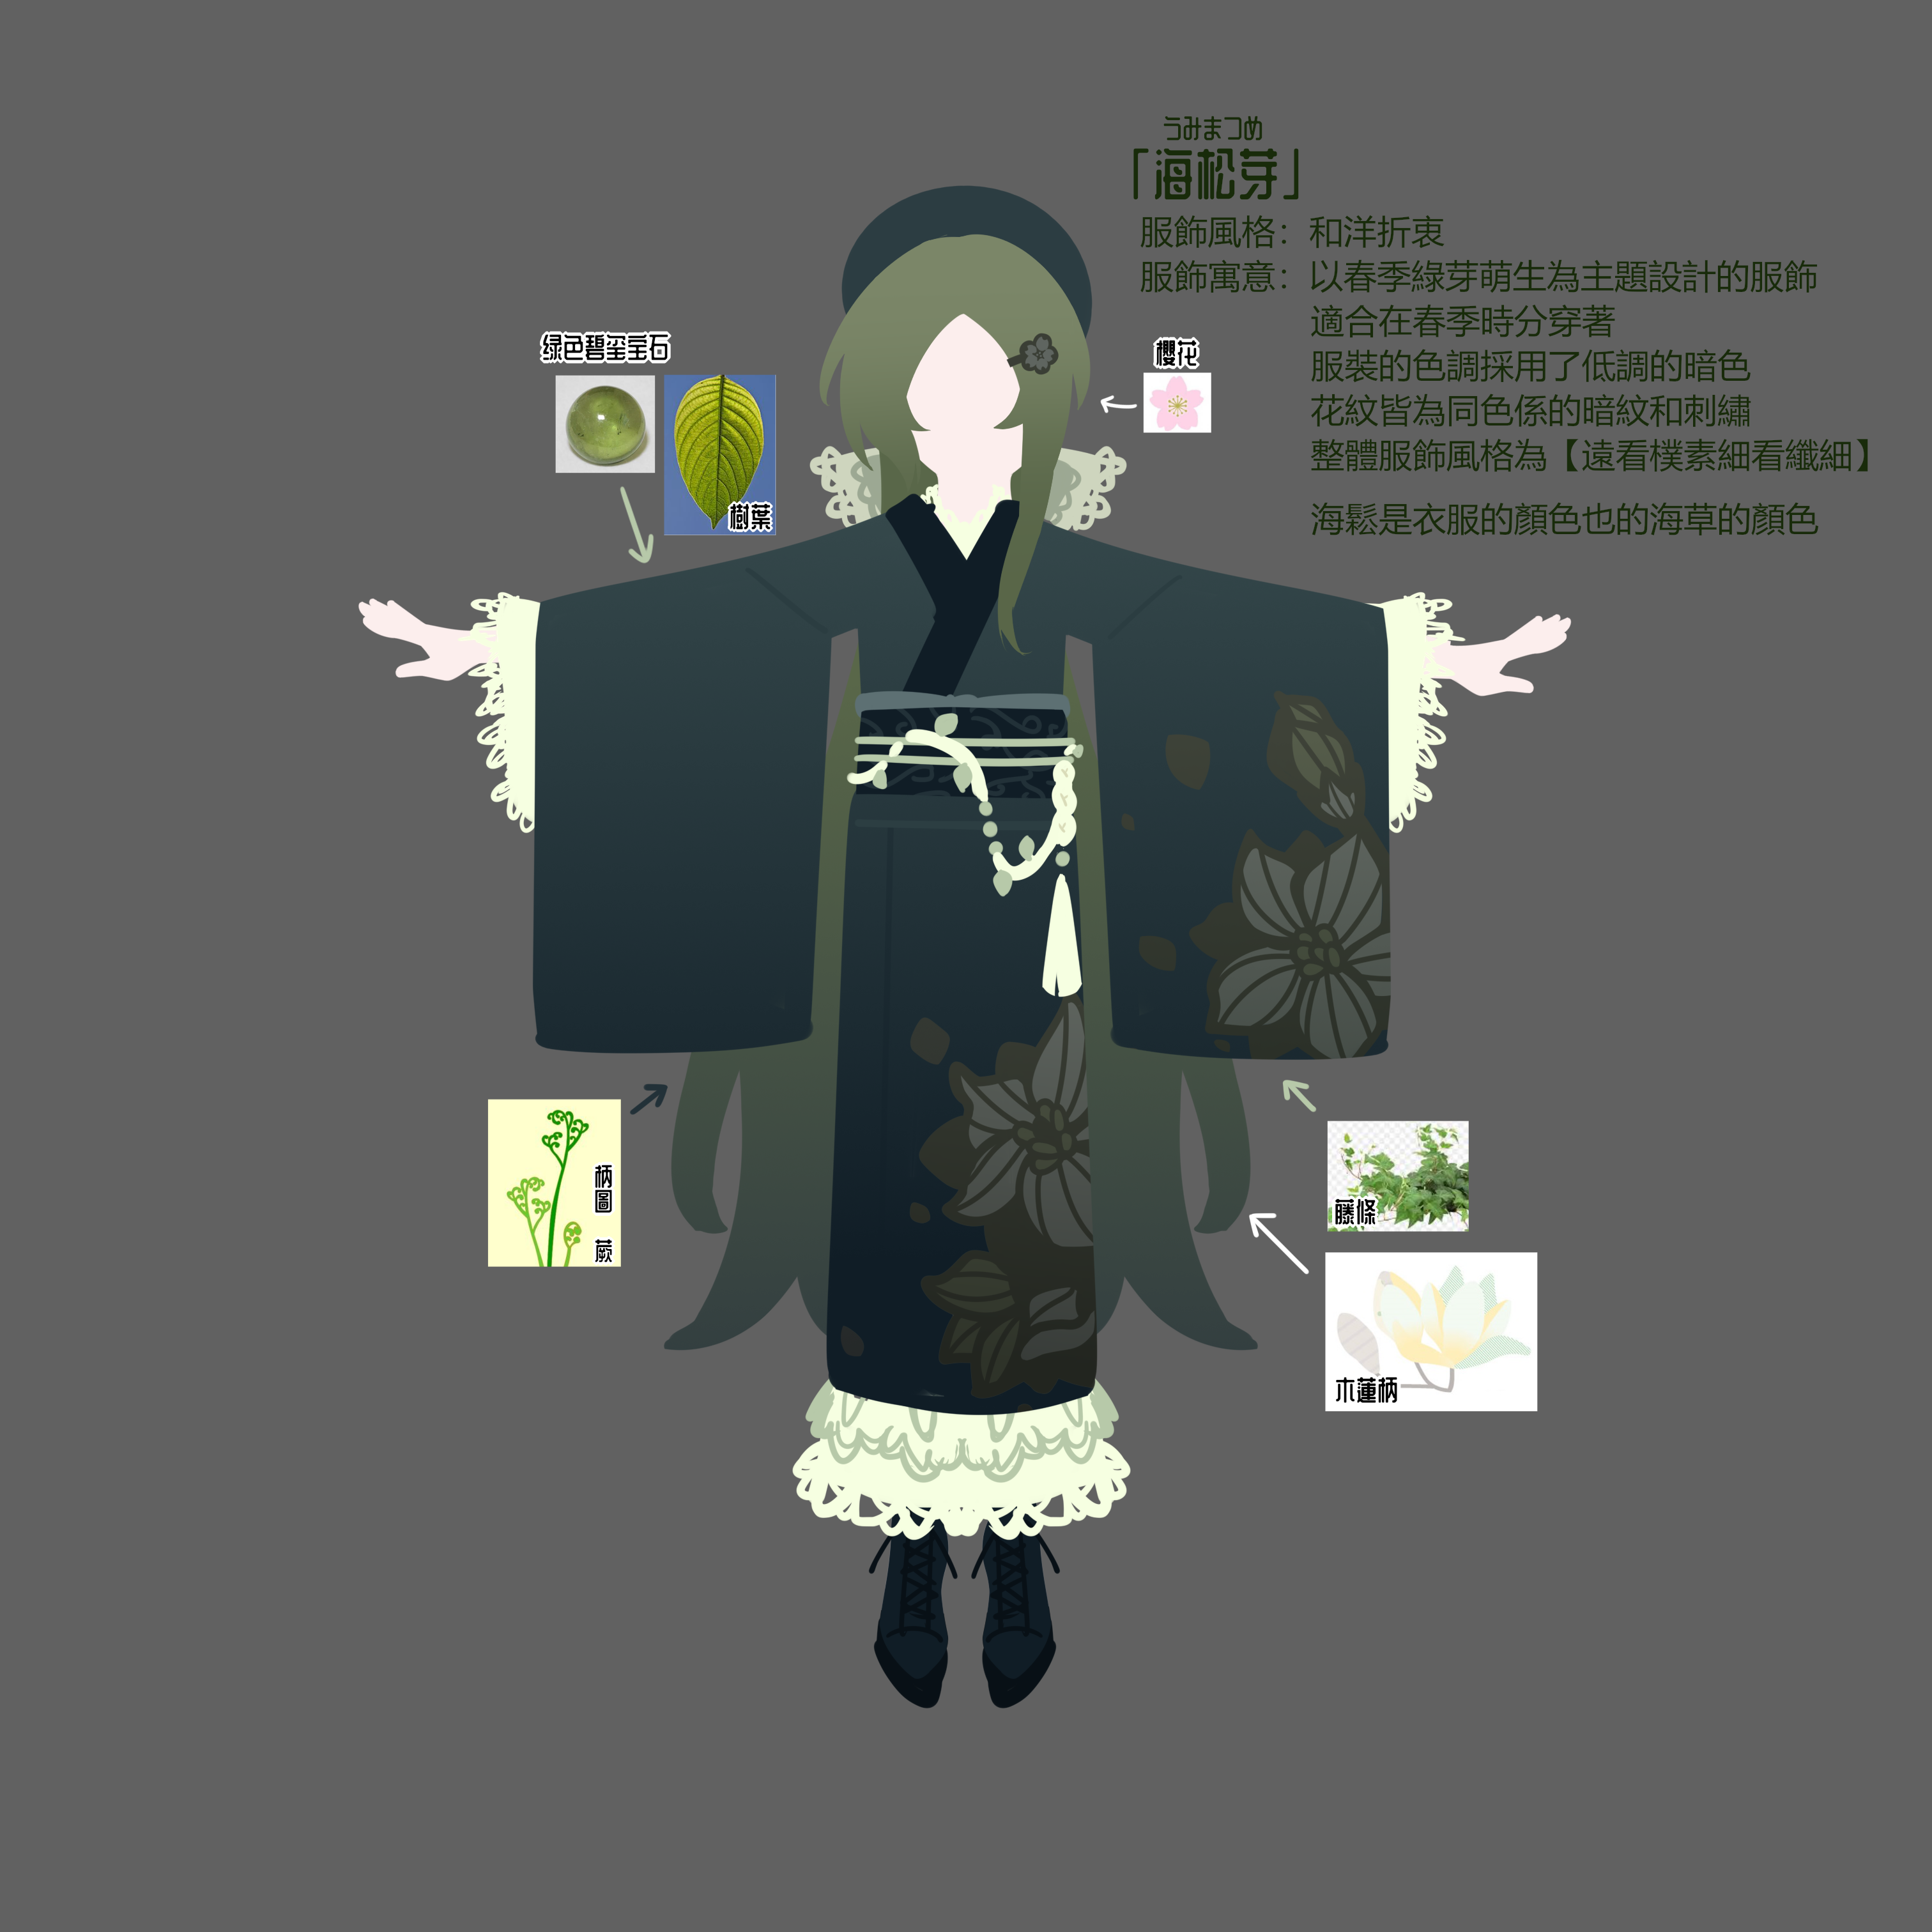 うみまつめ
「海松芽」
服飾風格：和洋折衷
服飾寓意：以春季綠芽萌生為主題設計的服飾
適合在春季時分穿著
服裝的色調採用了低調的暗色
花紋皆為同色係的暗紋和刺繡
整體服飾風格為【遠看樸素細看纖細】
海鬆是衣服的顏色也的海草的顏色
绿色碧玺宝石
樹葉
櫻花
柄圖 蕨
藤條
木蓮柄